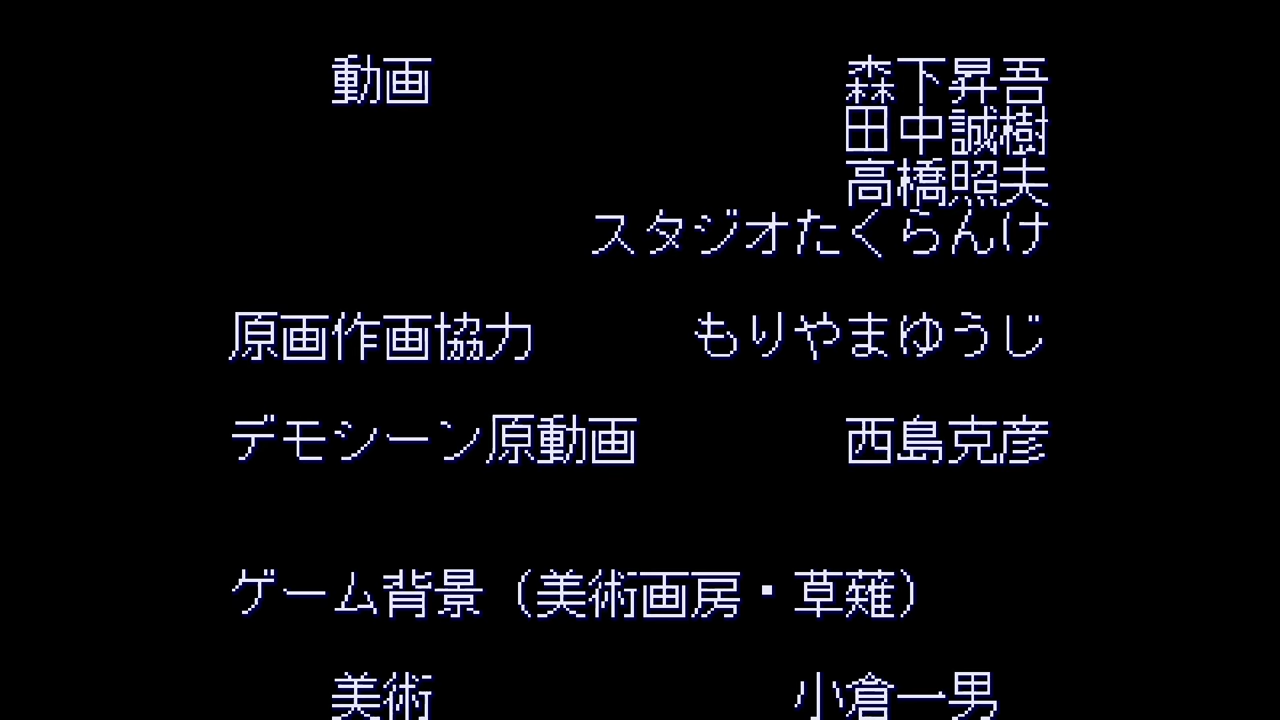 動画 森下昇吾
田中誠樹
高橋照夫
スタジオたくらんけ
原画作画協力 もりやまゆうじ
デモシーン原動画 西島克彦
ゲーム背景（美術画房・草薙）
美術 小倉一男